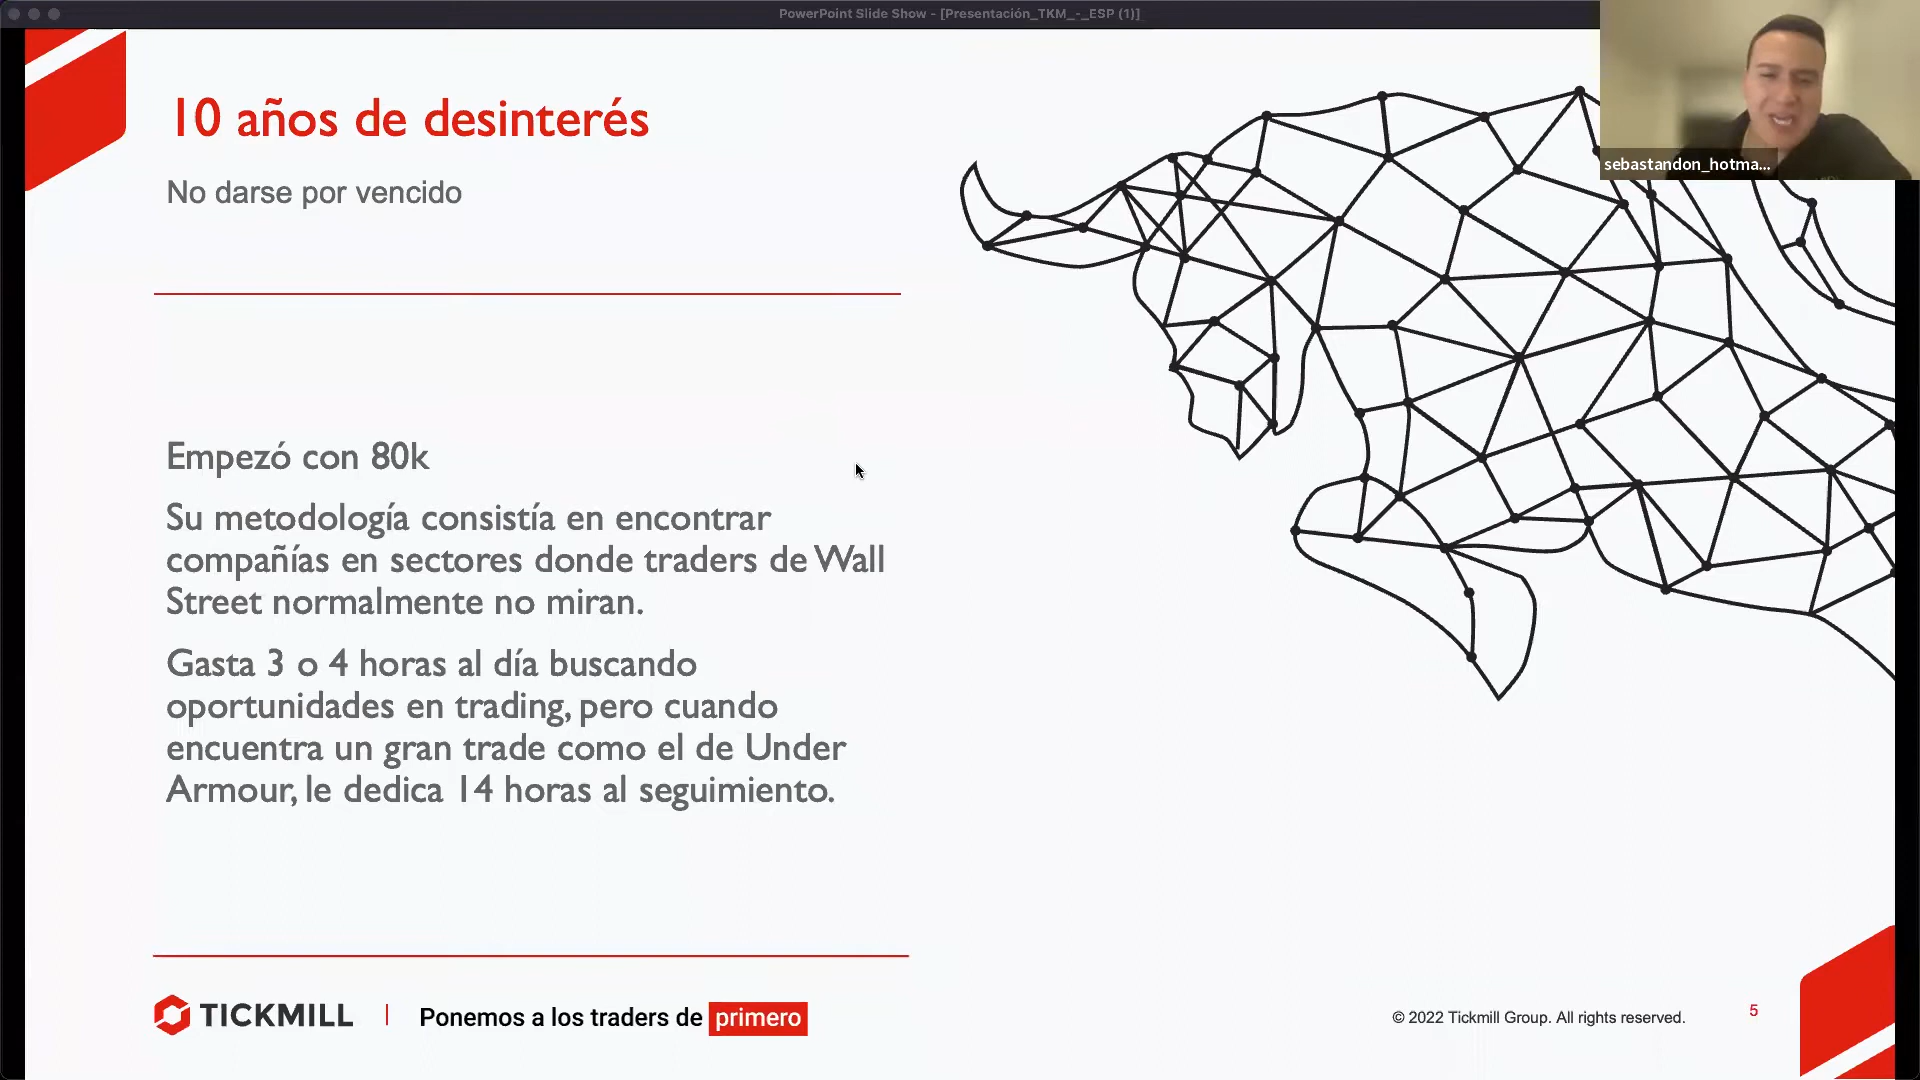 PowerPoint Slide Show - [Presentación_TKM_-_ESP (1)]
sebastandon_hotma...
10 años de desinterés
No darse por vencido
Empezó con 80k
Su metodología consistía en encontrar
compañías en sectores donde traders de Wall
Street normalmente no miran.
Gasta 3 o 4 horas al día buscando
oportunidades en trading, pero cuando
encuentra un gran trade como el de Under
Armour, le dedica 14 horas al seguimiento.
TICKMILL
Ponemos a los traders de primero
© 2022 Tickmill Group. All rights reserved.
5